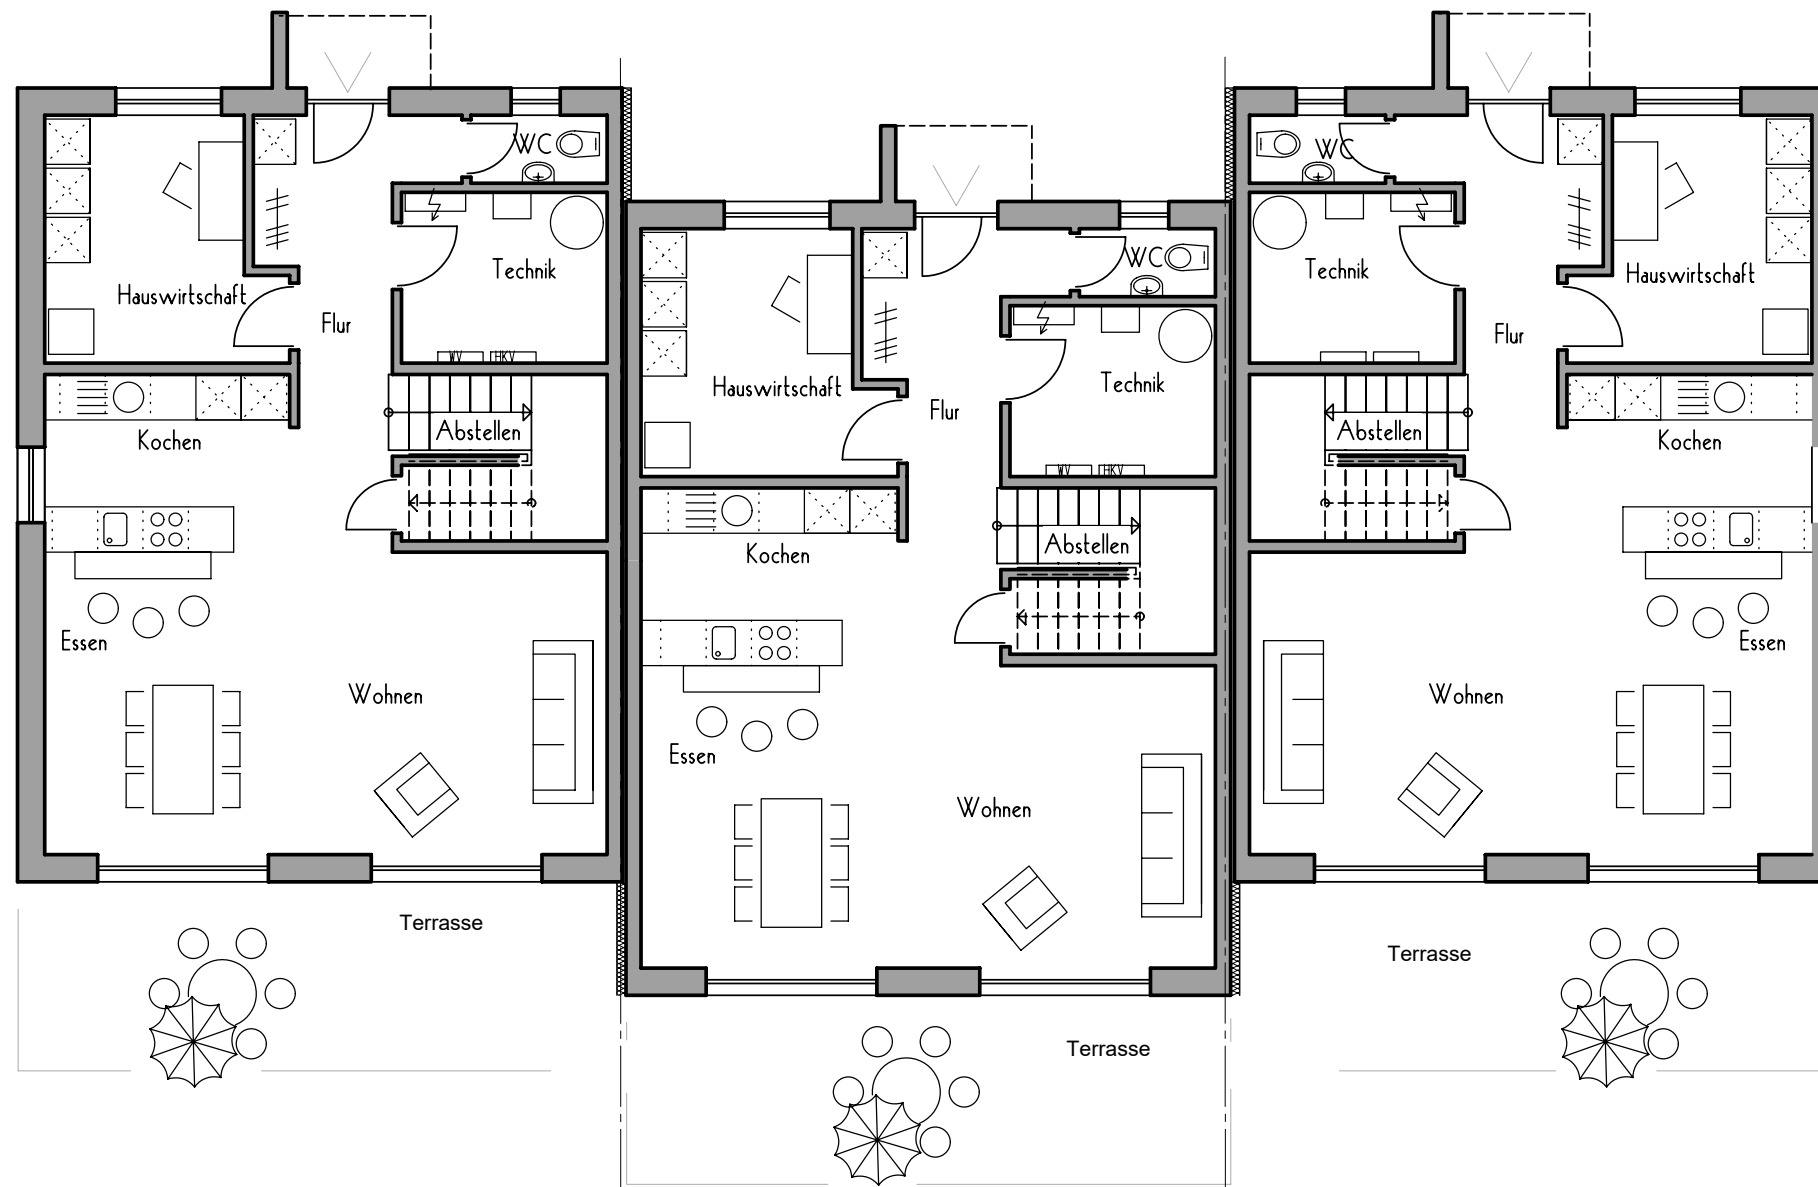 WC
Technik
Hauswirtschaft
Flur
WV
HKV
Kochen
Abstellen
Essen
Wohnen
Terrasse
WC
Technik
Hauswirtschaft
Flur
WV
HKV
Kochen
Abstellen
Essen
Wohnen
Terrasse
WC
Technik
Hauswirtschaft
Flur
Abstellen
Kochen
Essen
Wohnen
Terrasse